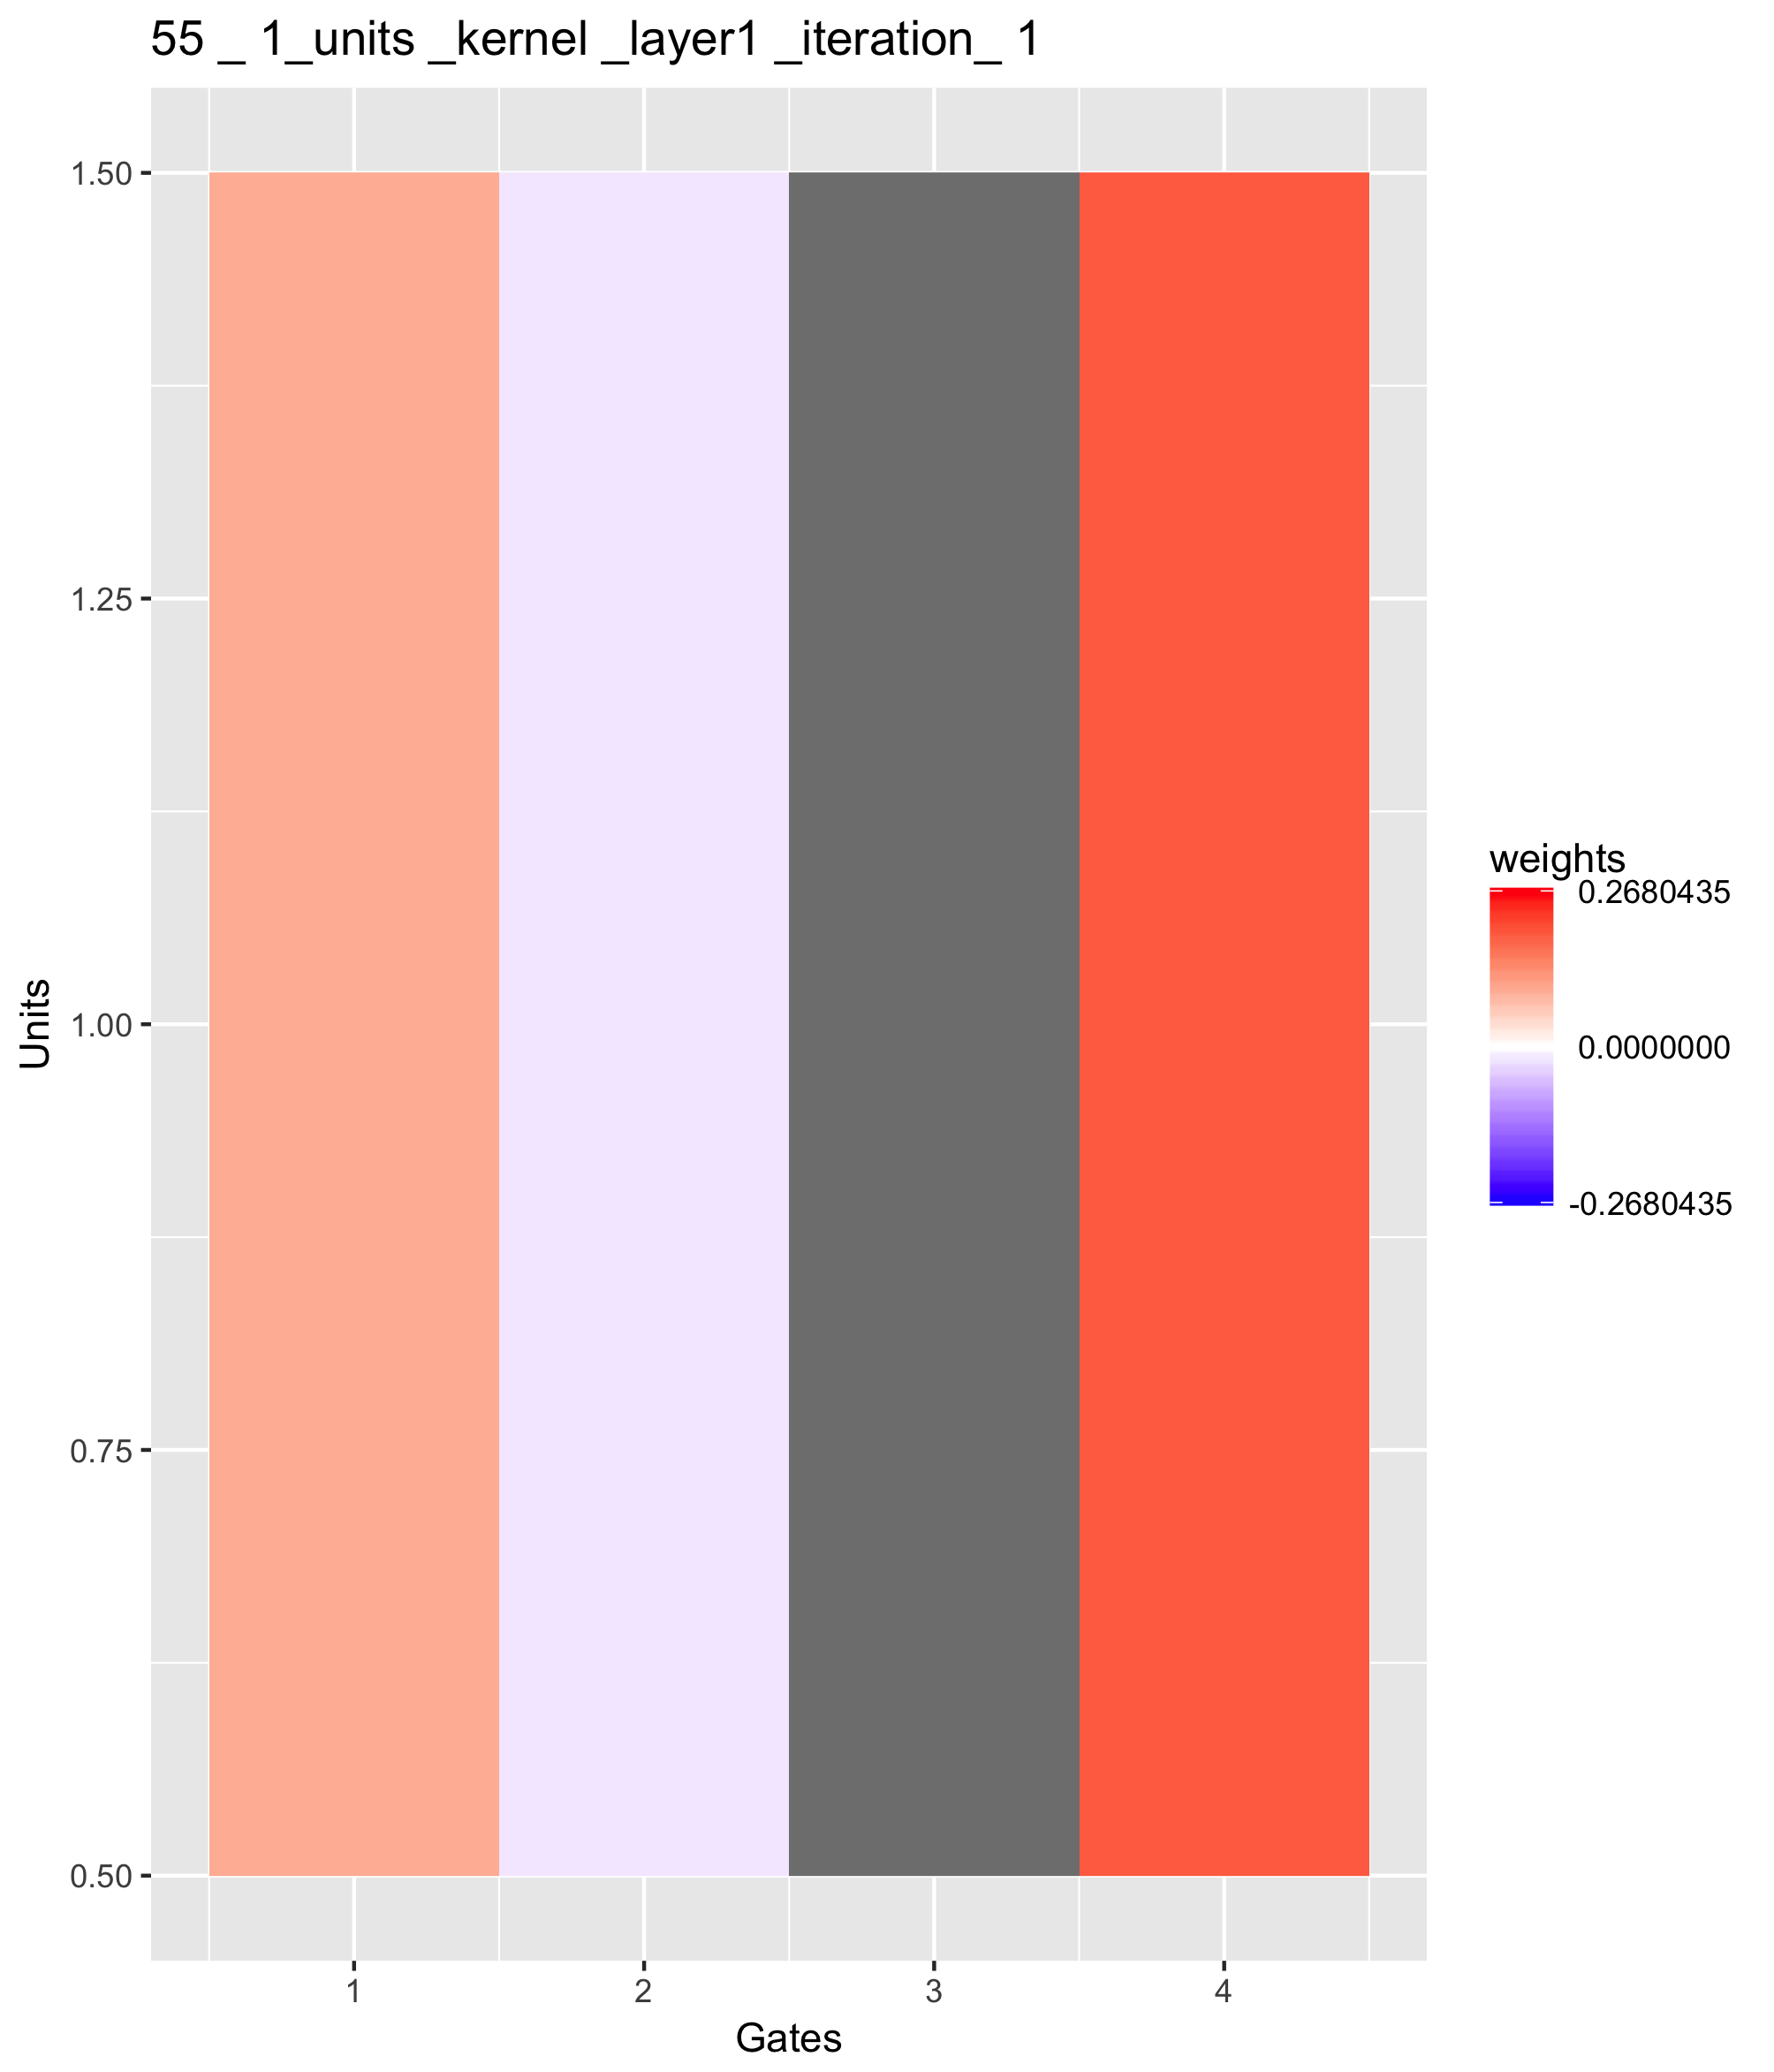 55 _ 1_units _kernel _layer1 _iteration_ 1
1.50
1.25
1.00
0.75
0.50
Units
1 2 3 4
Gates
weights
0.2680435
0.0000000
-0.2680435